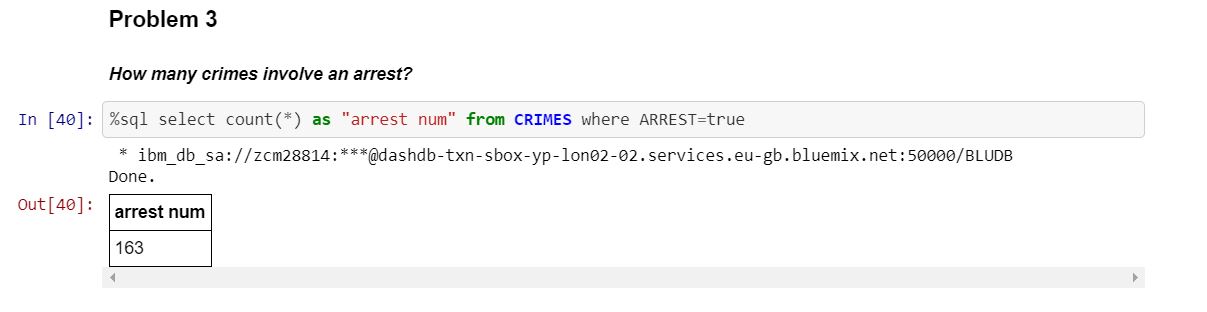 Problem 3
How many crimes involve an arrest?
In [40]: %sql select count(*) as "arrest num" from CRIMES where ARREST=true
* ibm_db_sa://zcm28814:***@dashdb-txn-sbox-yp-lon02-02.services.eu-gb.bluemix.net:50000/BLUDB
Done.
Out[40]:
arrest num
163